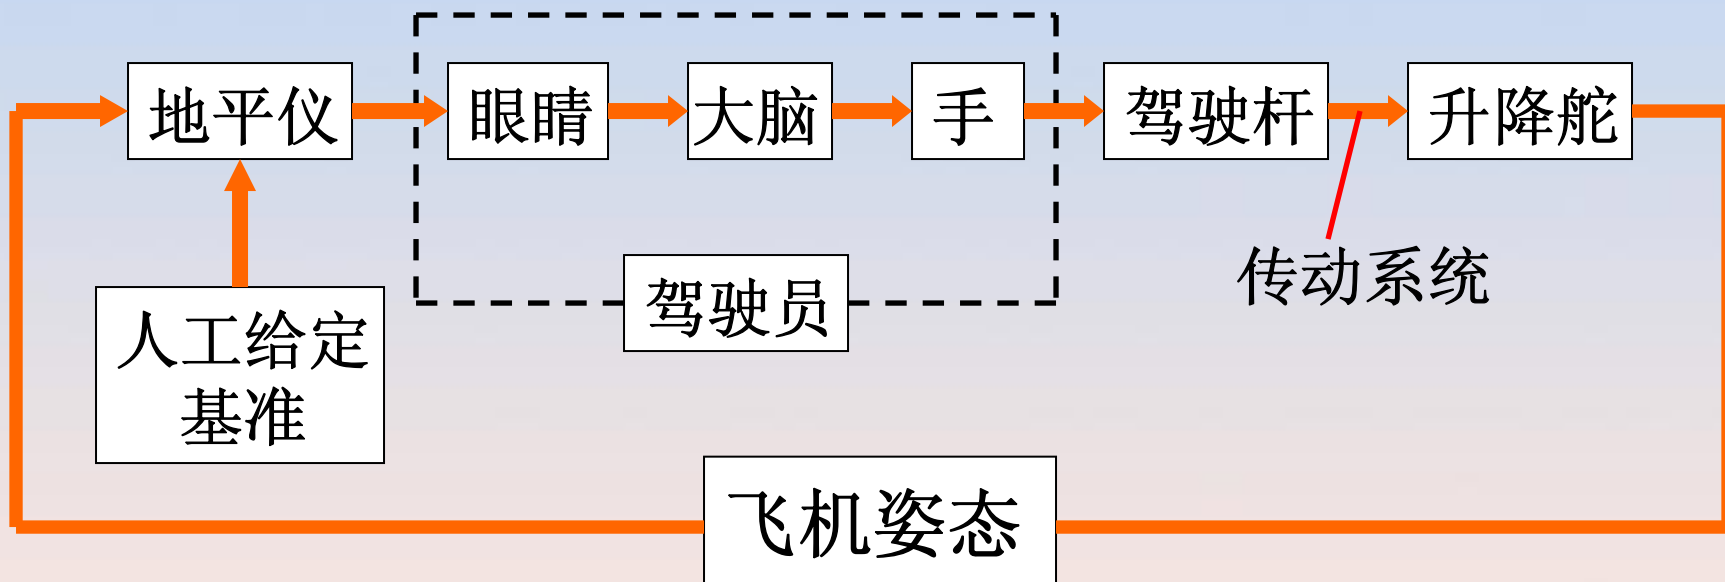 地平仪
眼睛
大脑
手
驾驶杆
升降舵
传动系统
驾驶员
人工给定
基准
飞机姿态